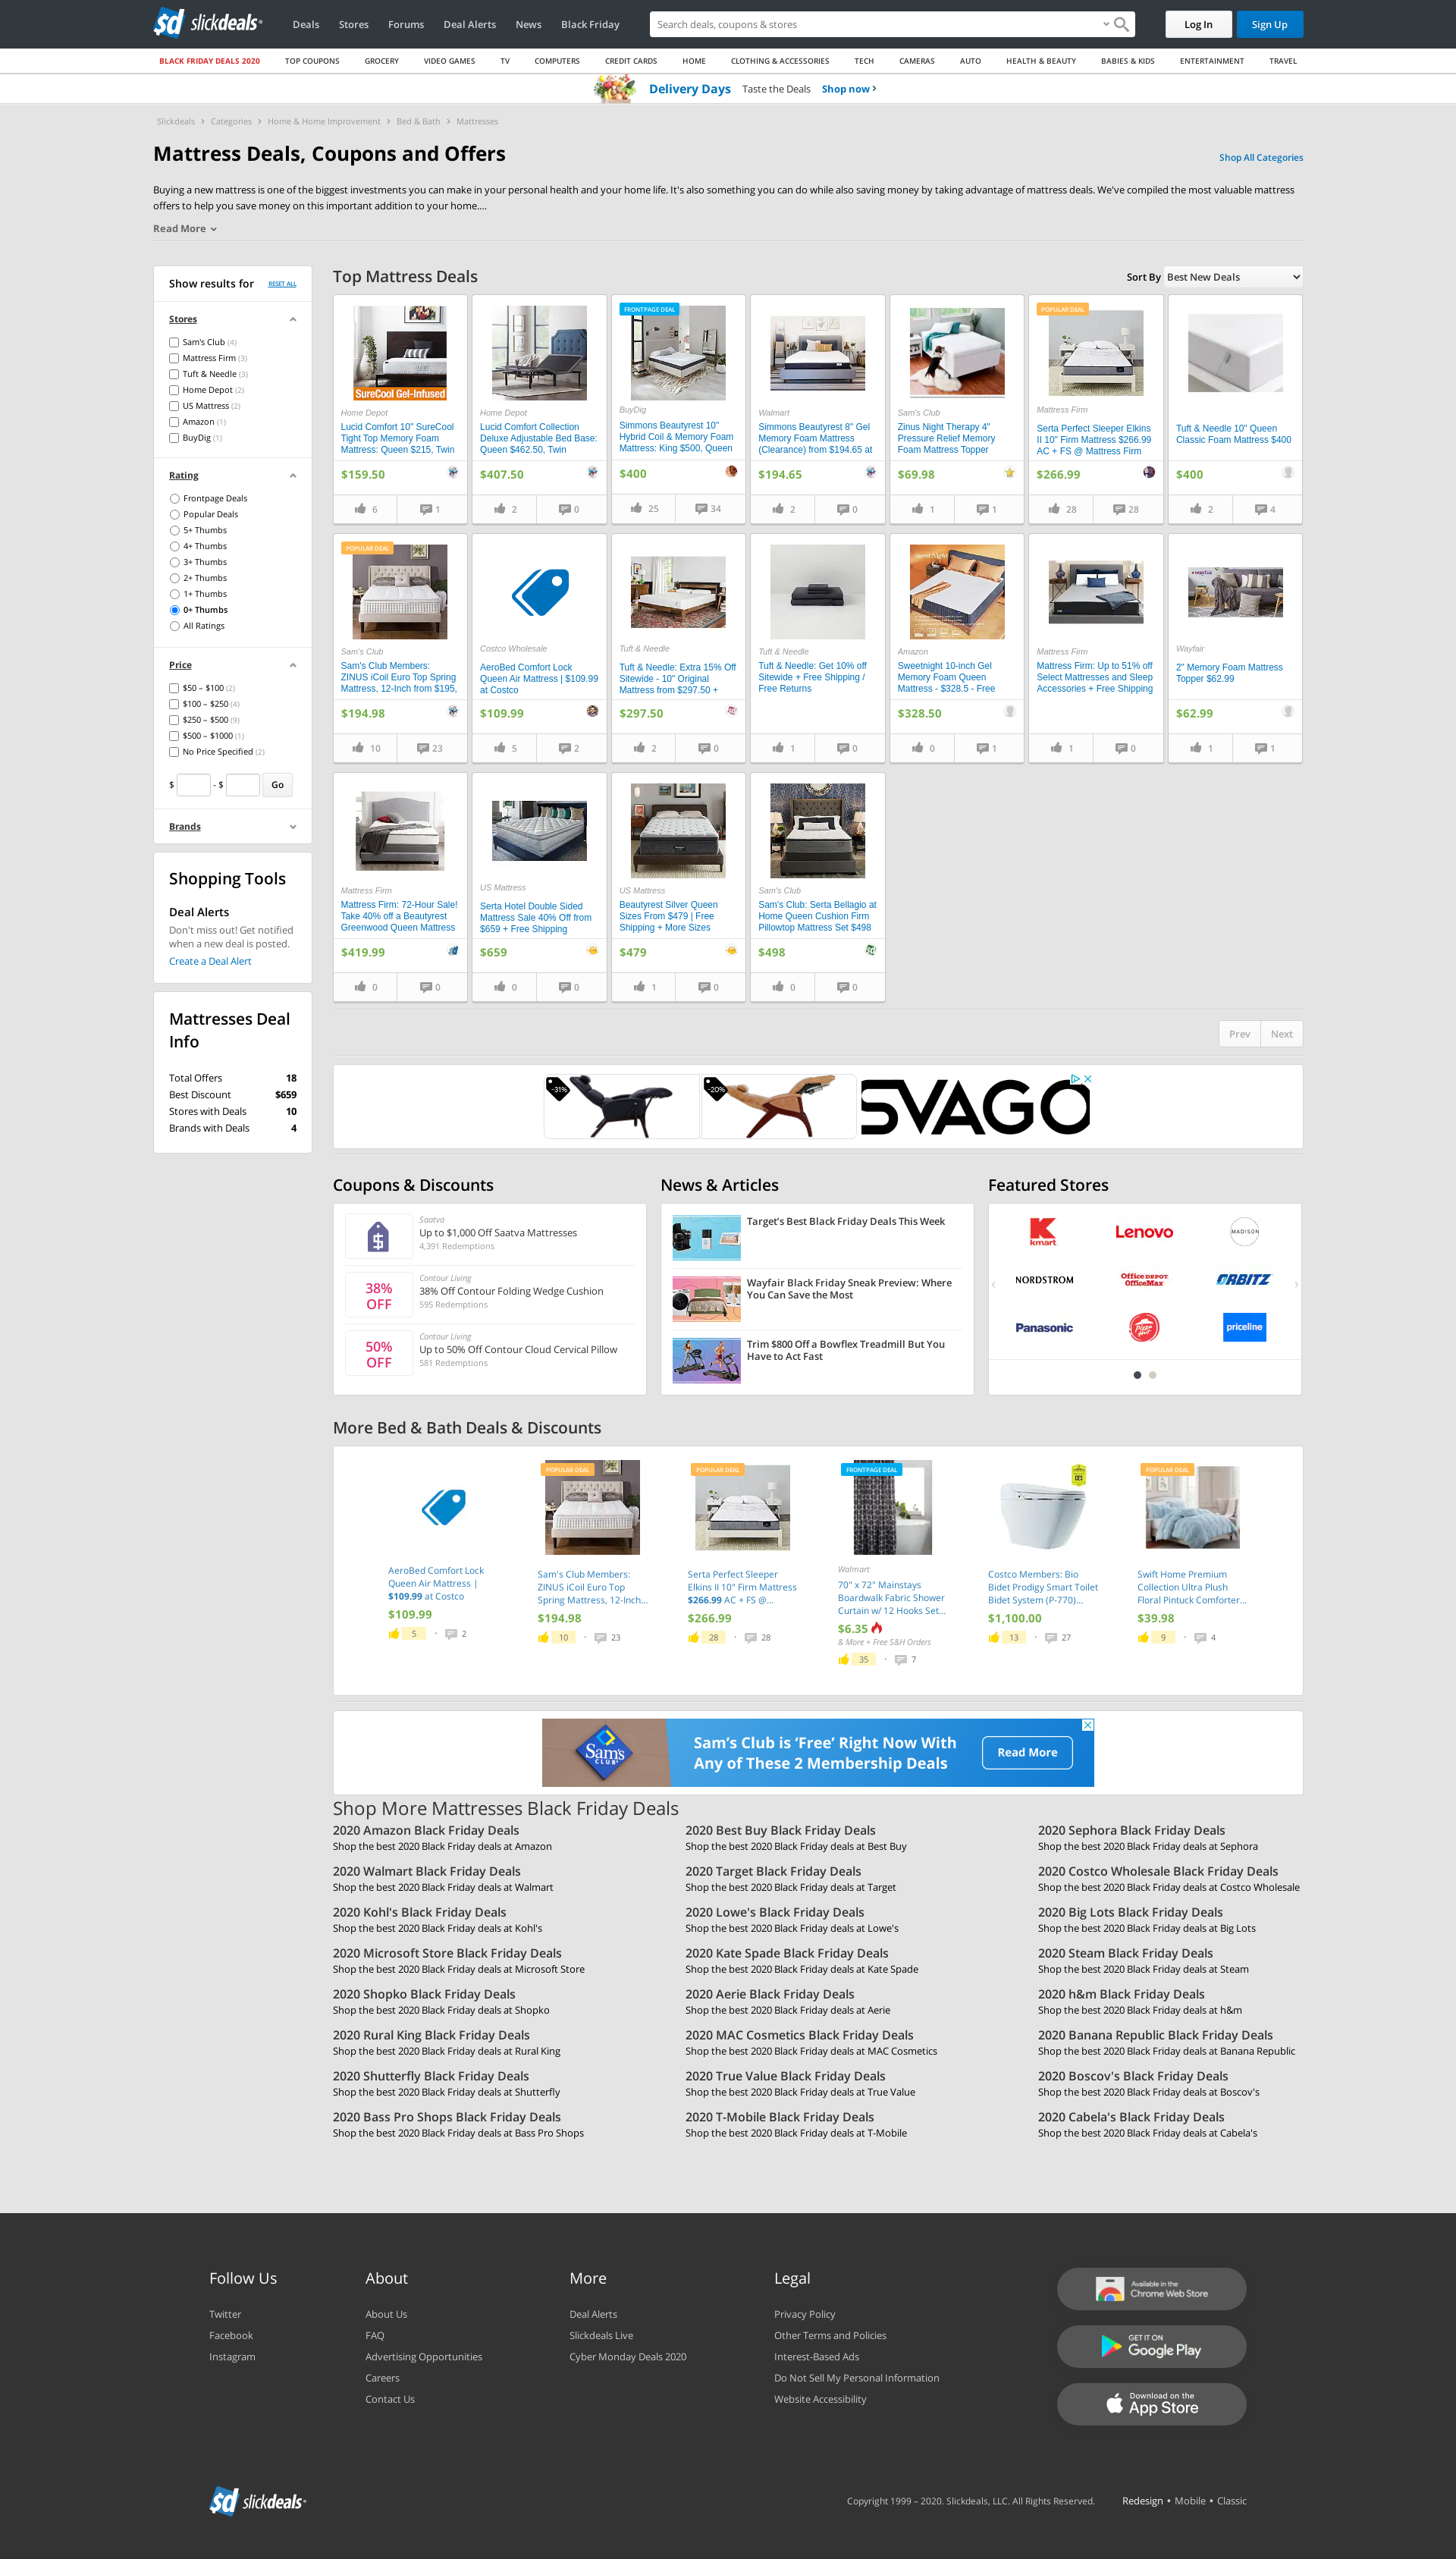 slickdeals
Deals
Stores
Forums
Deal Alerts
News
Black Friday
Search deals, coupons & stores
Log In
Sign Up
BLACK FRIDAY DEALS 2020
TOP COUPONS
GROCERY
VIDEO GAMES
TV
COMPUTERS
CREDIT CARDS
HOME
CLOTHING & ACCESSORIES
TECH
CAMERAS
AUTO
HEALTH & BEAUTY
BABIES & KIDS
ENTERTAINMENT
TRAVEL
Delivery Days Taste the Deals Shop now
Slickdeals > Categories > Home & Home Improvement > Bed & Bath > Mattresses
Mattress Deals, Coupons and Offers
Shop All Categories
Buying a new mattress is one of the biggest investments you can make in your personal health and your home life. It's also something you can do while also saving money by taking advantage of mattress deals. We've compiled the most valuable mattress
offers to help you save money on this important addition to your home....
Read More
Show results for RESET ALL
Stores
Sam's Club (4)
Mattress Firm (3)
Tuft & Needle (3)
Home Depot (2)
US Mattress (2)
Amazon (1)
BuyDig (1)
Rating
Frontpage Deals
Popular Deals
5+ Thumbs
4+ Thumbs
3+ Thumbs
2+ Thumbs
1+ Thumbs
0+ Thumbs
All Ratings
Price
$50 – $100 (2)
$100 – $250 (4)
$250 – $500 (9)
$500 – $1000 (1)
No Price Specified (2)
$ - $ Go
Brands
Shopping Tools
Deal Alerts
Don't miss out! Get notified
when a new deal is posted.
Create a Deal Alert
Mattresses Deal
Info
Total Offers 18
Best Discount $659
Stores with Deals 10
Brands with Deals 4
Top Mattress Deals
Sort By Best New Deals
SureCool Gel-Infused
Home Depot
Lucid Comfort 10" SureCool
Tight Top Memory Foam
Mattress: Queen $215, Twin
$159.50
6 1
Home Depot
Lucid Comfort Collection
Deluxe Adjustable Bed Base:
Queen $462.50, Twin
$407.50
2 0
FRONTPAGE DEAL
BuyDig
Simmons Beautyrest 10"
Hybrid Coil & Memory Foam
Mattress: King $500, Queen
$400
25 34
Walmart
Simmons Beautyrest 8" Gel
Memory Foam Mattress
(Clearance) from $194.65 at
$194.65
2 0
Sam's Club
Zinus Night Therapy 4"
Pressure Relief Memory
Foam Mattress Topper
$69.98
1 1
POPULAR DEAL
Mattress Firm
Serta Perfect Sleeper Elkins
II 10" Firm Mattress $266.99
AC + FS @ Mattress Firm
$266.99
28 28
Tuft & Needle 10" Queen
Classic Foam Mattress $400
$400
2 4
POPULAR DEAL
Sam's Club
Sam's Club Members:
ZINUS iCoil Euro Top Spring
Mattress, 12-Inch from $195,
$194.98
10 23
Costco Wholesale
AeroBed Comfort Lock
Queen Air Mattress | $109.99
at Costco
$109.99
5 2
Tuft & Needle
Tuft & Needle: Extra 15% Off
Sitewide - 10" Original
Mattress from $297.50 +
$297.50
2 0
Tuft & Needle
Tuft & Needle: Get 10% off
Sitewide + Free Shipping /
Free Returns
1 0
Amazon
Sweetnight 10-inch Gel
Memory Foam Queen
Mattress - $328.5 - Free
$328.50
0 1
Mattress Firm
Mattress Firm: Up to 51% off
Select Mattresses and Sleep
Accessories + Free Shipping
1 0
wayfair
Wayfair
2" Memory Foam Mattress
Topper $62.99
$62.99
1 1
Mattress Firm
Mattress Firm: 72-Hour Sale!
Take 40% off a Beautyrest
Greenwood Queen Mattress
$419.99
0 0
US Mattress
Serta Hotel Double Sided
Mattress Sale 40% Off from
$659 + Free Shipping
$659
0 0
US Mattress
Beautyrest Silver Queen
Sizes From $479 | Free
Shipping + More Sizes
$479
1 0
Sam's Club
Sam's Club: Serta Bellagio at
Home Queen Cushion Firm
Pillowtop Mattress Set $498
$498
0 0
Prev Next
-31%
-20%
SVAGO
Coupons & Discounts
Saatva
Up to $1,000 Off Saatva Mattresses
4,391 Redemptions
38%
OFF
Contour Living
38% Off Contour Folding Wedge Cushion
595 Redemptions
50%
OFF
Contour Living
Up to 50% Off Contour Cloud Cervical Pillow
581 Redemptions
News & Articles
Target's Best Black Friday Deals This Week
Wayfair Black Friday Sneak Preview: Where
You Can Save the Most
Trim $800 Off a Bowflex Treadmill But You
Have to Act Fast
Featured Stores
kmart
Lenovo
MADISON
NORDSTROM
Office DEPOT
OfficeMax
ORBITZ
Panasonic
Pizza Hut
priceline
More Bed & Bath Deals & Discounts
AeroBed Comfort Lock
Queen Air Mattress |
$109.99 at Costco
$109.99
5 · 2
POPULAR DEAL
Sam's Club Members:
ZINUS iCoil Euro Top
Spring Mattress, 12-Inch...
$194.98
10 · 23
POPULAR DEAL
Serta Perfect Sleeper
Elkins II 10" Firm Mattress
$266.99 AC + FS @...
$266.99
28 · 28
FRONTPAGE DEAL
Walmart
70" x 72" Mainstays
Boardwalk Fabric Shower
Curtain w/ 12 Hooks Set...
$6.35
& More + Free S&H Orders
35 · 7
Costco Members: Bio
Bidet Prodigy Smart Toilet
Bidet System (P-770)...
$1,100.00
13 · 27
POPULAR DEAL
Swift Home Premium
Collection Ultra Plush
Floral Pintuck Comforter...
$39.98
9 · 4
Sam's
CLUB
Sam's Club is 'Free' Right Now With
Any of These 2 Membership Deals
Read More
Shop More Mattresses Black Friday Deals
2020 Amazon Black Friday Deals
Shop the best 2020 Black Friday deals at Amazon
2020 Best Buy Black Friday Deals
Shop the best 2020 Black Friday deals at Best Buy
2020 Sephora Black Friday Deals
Shop the best 2020 Black Friday deals at Sephora
2020 Walmart Black Friday Deals
Shop the best 2020 Black Friday deals at Walmart
2020 Target Black Friday Deals
Shop the best 2020 Black Friday deals at Target
2020 Costco Wholesale Black Friday Deals
Shop the best 2020 Black Friday deals at Costco Wholesale
2020 Kohl's Black Friday Deals
Shop the best 2020 Black Friday deals at Kohl's
2020 Lowe's Black Friday Deals
Shop the best 2020 Black Friday deals at Lowe's
2020 Big Lots Black Friday Deals
Shop the best 2020 Black Friday deals at Big Lots
2020 Microsoft Store Black Friday Deals
Shop the best 2020 Black Friday deals at Microsoft Store
2020 Kate Spade Black Friday Deals
Shop the best 2020 Black Friday deals at Kate Spade
2020 Steam Black Friday Deals
Shop the best 2020 Black Friday deals at Steam
2020 Shopko Black Friday Deals
Shop the best 2020 Black Friday deals at Shopko
2020 Aerie Black Friday Deals
Shop the best 2020 Black Friday deals at Aerie
2020 h&m Black Friday Deals
Shop the best 2020 Black Friday deals at h&m
2020 Rural King Black Friday Deals
Shop the best 2020 Black Friday deals at Rural King
2020 MAC Cosmetics Black Friday Deals
Shop the best 2020 Black Friday deals at MAC Cosmetics
2020 Banana Republic Black Friday Deals
Shop the best 2020 Black Friday deals at Banana Republic
2020 Shutterfly Black Friday Deals
Shop the best 2020 Black Friday deals at Shutterfly
2020 True Value Black Friday Deals
Shop the best 2020 Black Friday deals at True Value
2020 Boscov's Black Friday Deals
Shop the best 2020 Black Friday deals at Boscov's
2020 Bass Pro Shops Black Friday Deals
Shop the best 2020 Black Friday deals at Bass Pro Shops
2020 T-Mobile Black Friday Deals
Shop the best 2020 Black Friday deals at T-Mobile
2020 Cabela's Black Friday Deals
Shop the best 2020 Black Friday deals at Cabela's
Follow Us
Twitter
Facebook
Instagram
About
About Us
FAQ
Advertising Opportunities
Careers
Contact Us
More
Deal Alerts
Slickdeals Live
Cyber Monday Deals 2020
Legal
Privacy Policy
Other Terms and Policies
Interest-Based Ads
Do Not Sell My Personal Information
Website Accessibility
Available in the
Chrome Web Store
GET IT ON
Google Play
Download on the
App Store
slickdeals
Copyright 1999 – 2020. Slickdeals, LLC. All Rights Reserved.
Redesign • Mobile • Classic